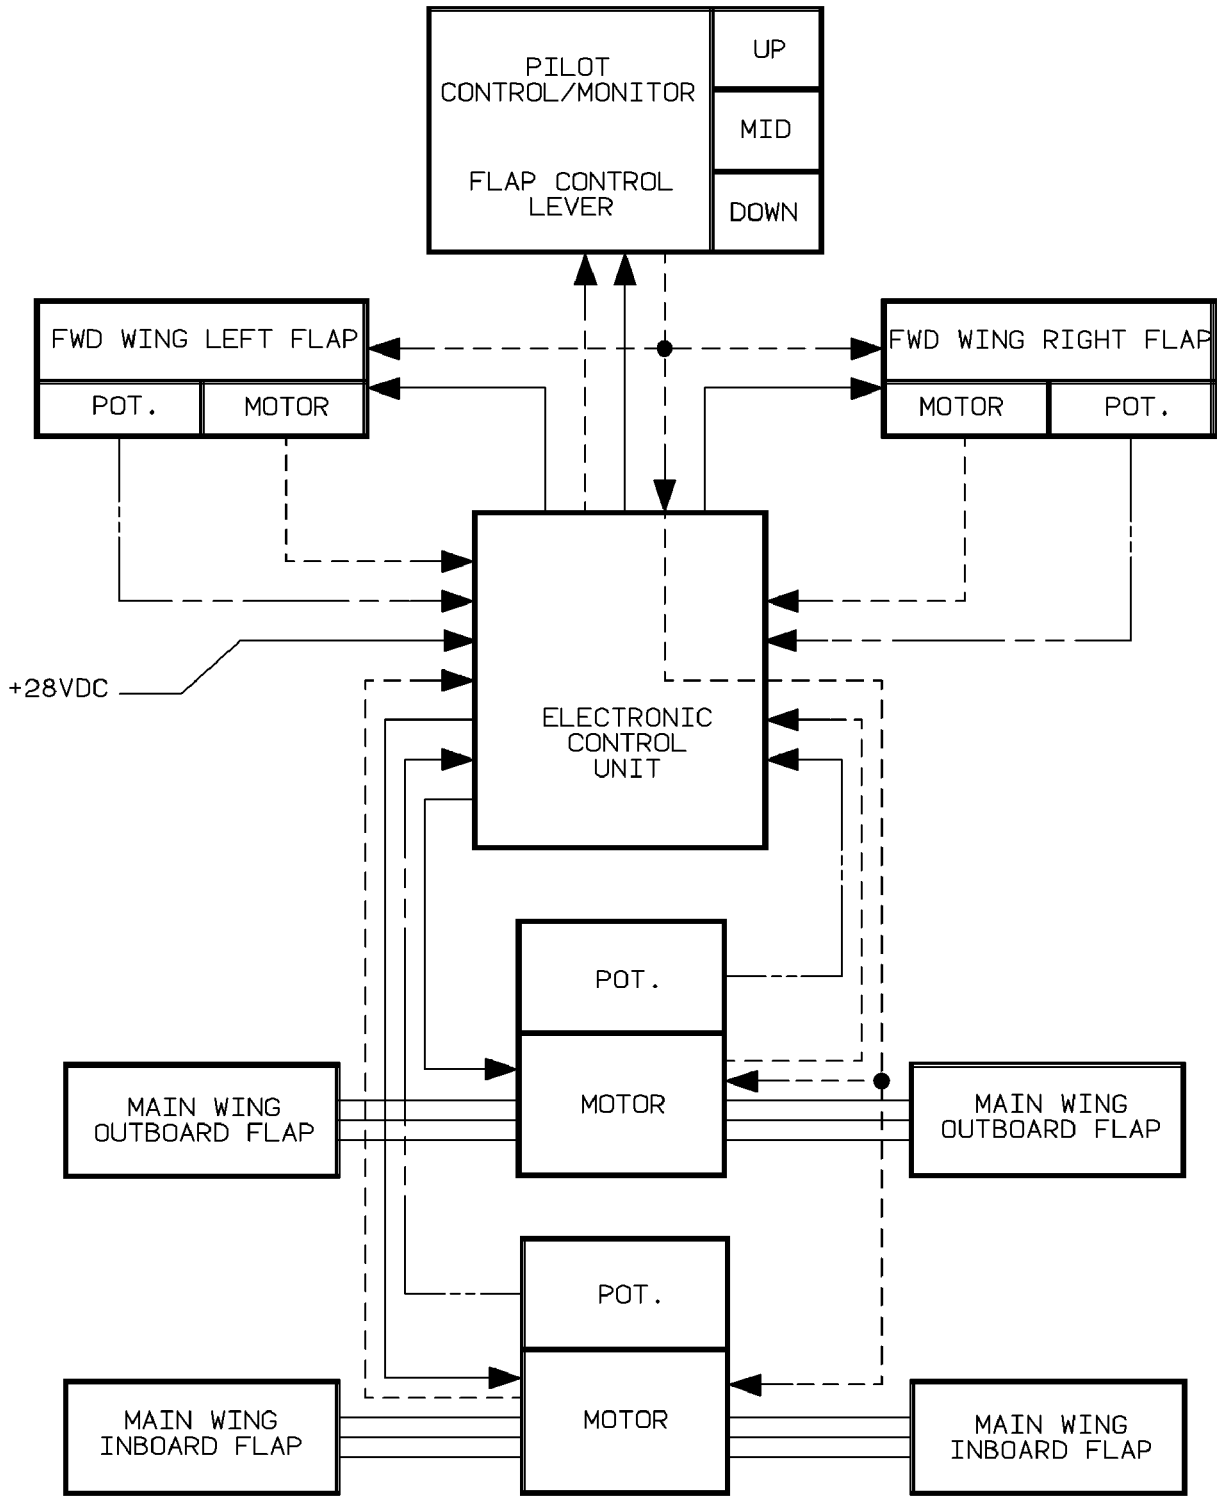 PILOT
CONTROL/MONITOR
FLAP CONTROL
LEVER
UP
MID
DOWN
FWD WING LEFT FLAP
POT.
MOTOR
FWD WING RIGHT FLAP
MOTOR
POT.
+28VDC
ELECTRONIC
CONTROL
UNIT
POT.
MOTOR
MAIN WING
OUTBOARD FLAP
MAIN WING
OUTBOARD FLAP
POT.
MOTOR
MAIN WING
INBOARD FLAP
MAIN WING
INBOARD FLAP